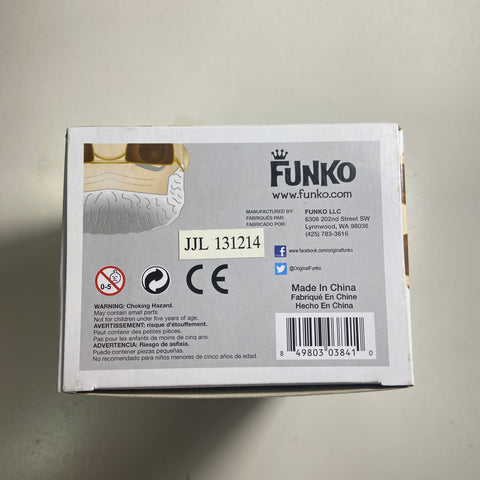 FUNKO
www.funko.com
MANUFACTURED BY: FUNKO LLC
FABRIQUÉS PAR: 6306 202nd Street SW
FABRICADO POR: Lynnwood, WA 98036
(425) 783-3616
JJL 131214
www.facebook.com/originalfunko
@OriginalFunko
0-5
CE
WARNING: Choking Hazard.
May contain small parts.
Not for children under five years of age.
AVERTISSEMENT: risque d'étouffement.
Peut contenir des petites pièces.
Pas pour les enfants de moins de cinq ans.
ADVERTENCIA: Riesgo de asfixia.
Puede contener piezas pequeñas.
No recomendado para niños menores de cinco años de edad.
Made In China
Fabriqué En Chine
Hecho En China
8 49803 03841 0